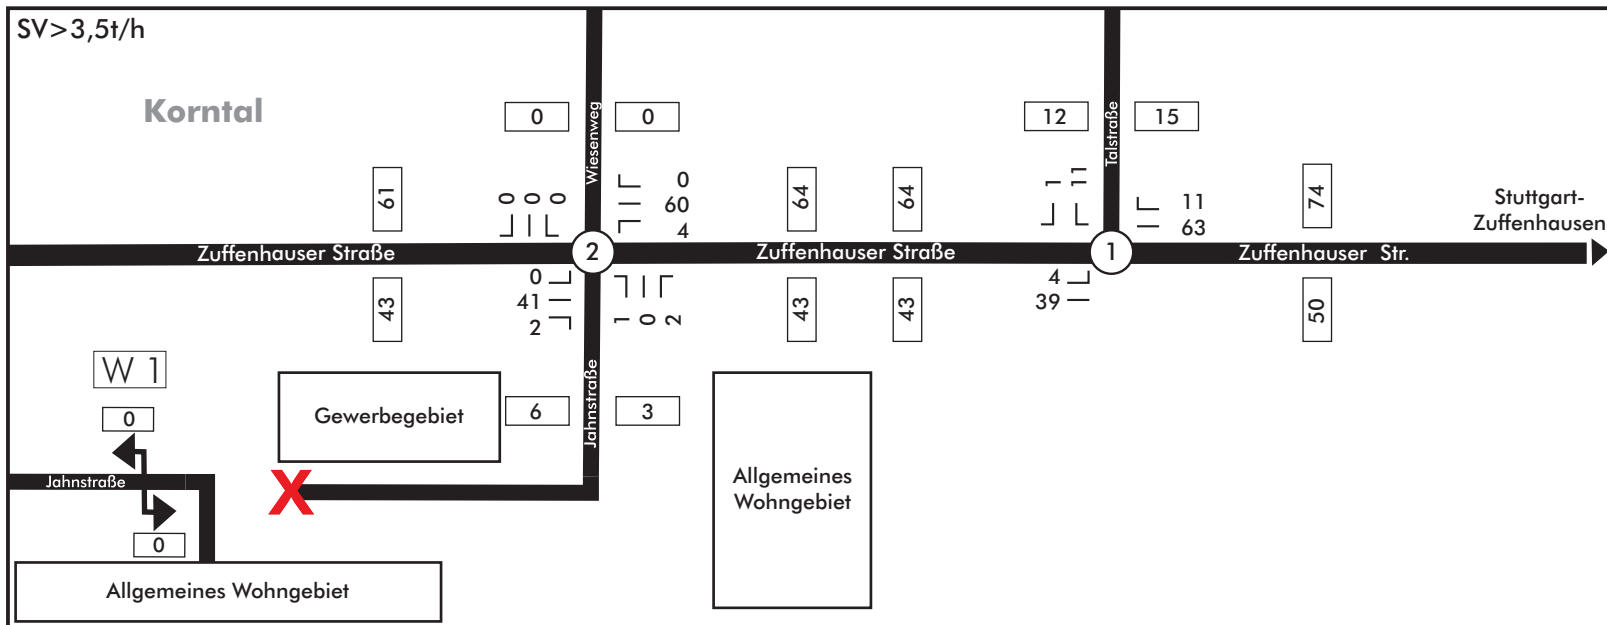 SV>3,5t/h
Korntal
0
Wiesenweg
0
12
Talstraße
15
61
0
0
0
0
60
4
64
64
1
11
11
63
74
Stuttgart-
Zuffenhausen
Zuffenhauser Straße
2
Zuffenhauser Straße
1
Zuffenhauser Str.
43
0
41
2
1
0
2
43
43
4
39
50
W 1
0
Gewerbegebiet
6
Jahnstraße
3
Allgemeines
Wohngebiet
Jahnstraße
X
0
Allgemeines Wohngebiet